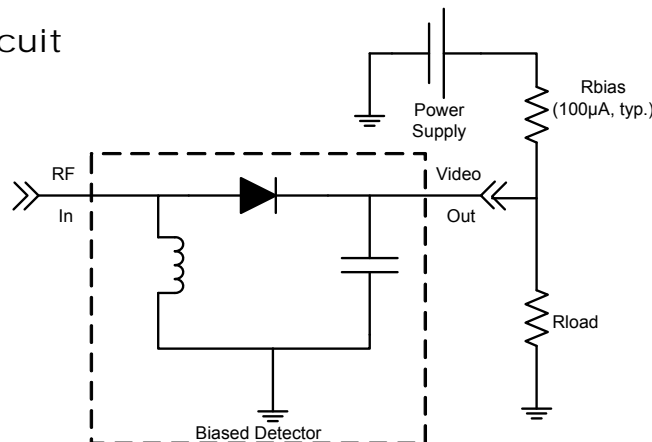 cuit
Rbias
(100µA, typ.)
Power
Supply
RF
In
Video
Out
Rload
Biased Detector